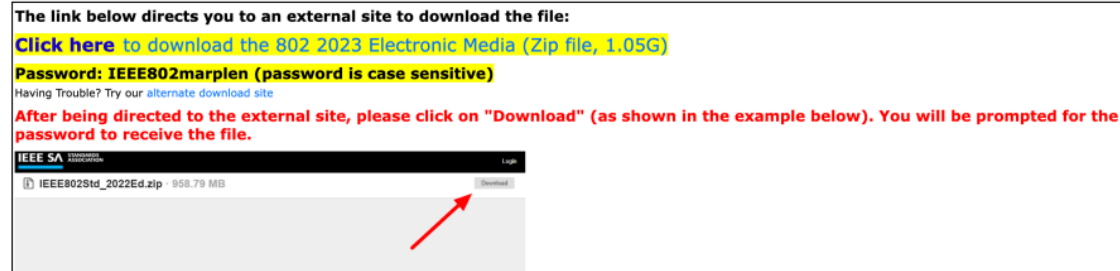 The link below directs you to an external site to download the file:
Click here to download the 802 2023 Electronic Media (Zip file, 1.05G)
Password: IEEE802marplen (password is case sensitive)
Having Trouble? Try our alternate download site
After being directed to the external site, please click on "Download" (as shown in the example below). You will be prompted for the
password to receive the file.
IEEE SA STANDARDS ASSOCIATION
Login
IEEE802Std_2022Ed.zip · 958.79 MB
Download